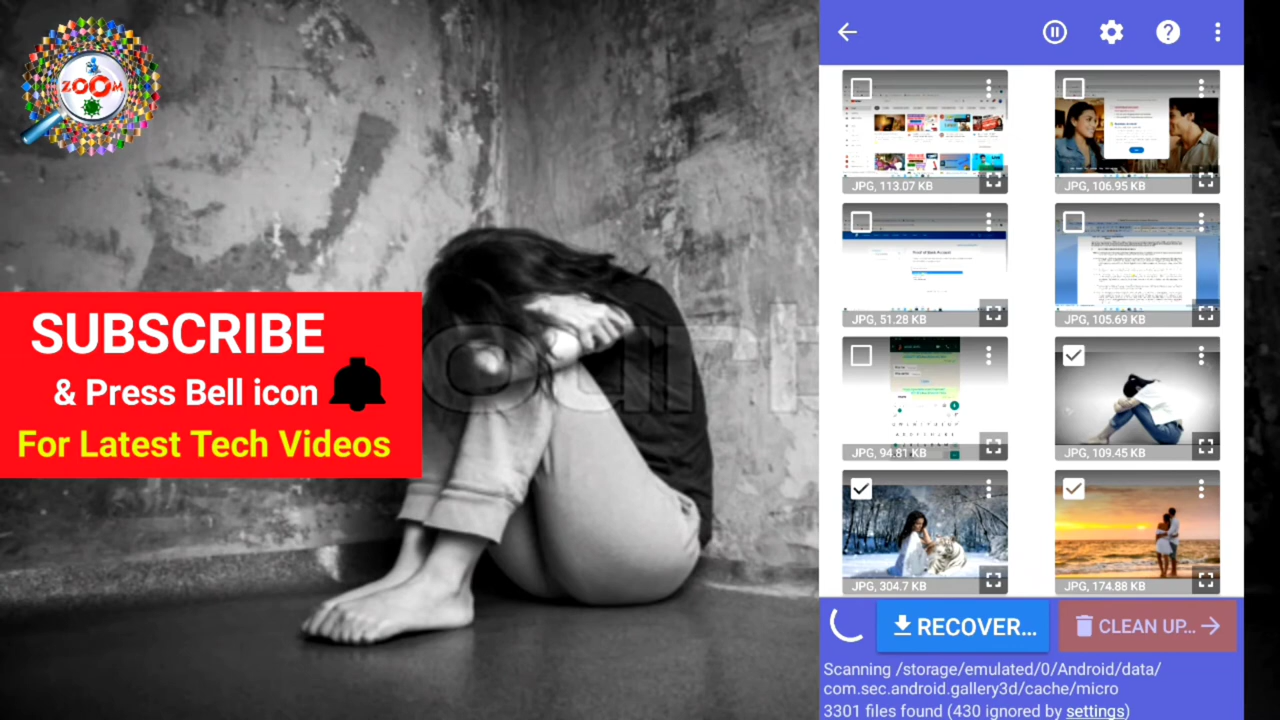 ZOOM
SUBSCRIBE
& Press Bell icon
For Latest Tech Videos
JPG, 113.07 KB
JPG, 106.95 KB
JPG, 51.28 KB
JPG, 105.69 KB
JPG, 94.81 KB
JPG, 109.45 KB
JPG, 304.7 KB
JPG, 174.88 KB
RECOVER...
CLEAN UP...
Scanning /storage/emulated/0/Android/data/
com.sec.android.gallery3d/cache/micro
3301 files found (430 ignored by settings)